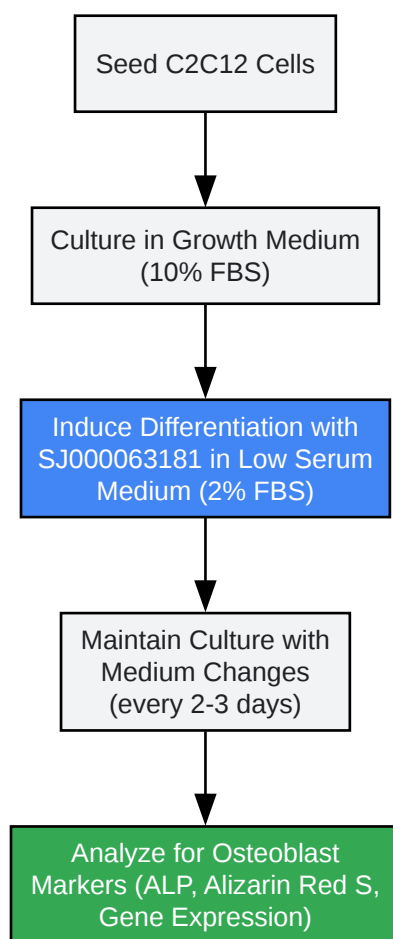 Seed C2C12 Cells
Culture in Growth Medium
(10% FBS)
Induce Differentiation with
SJ000063181 in Low Serum
Medium (2% FBS)
Maintain Culture with
Medium Changes
(every 2-3 days)
Analyze for Osteoblast
Markers (ALP, Alizarin Red S,
Gene Expression)